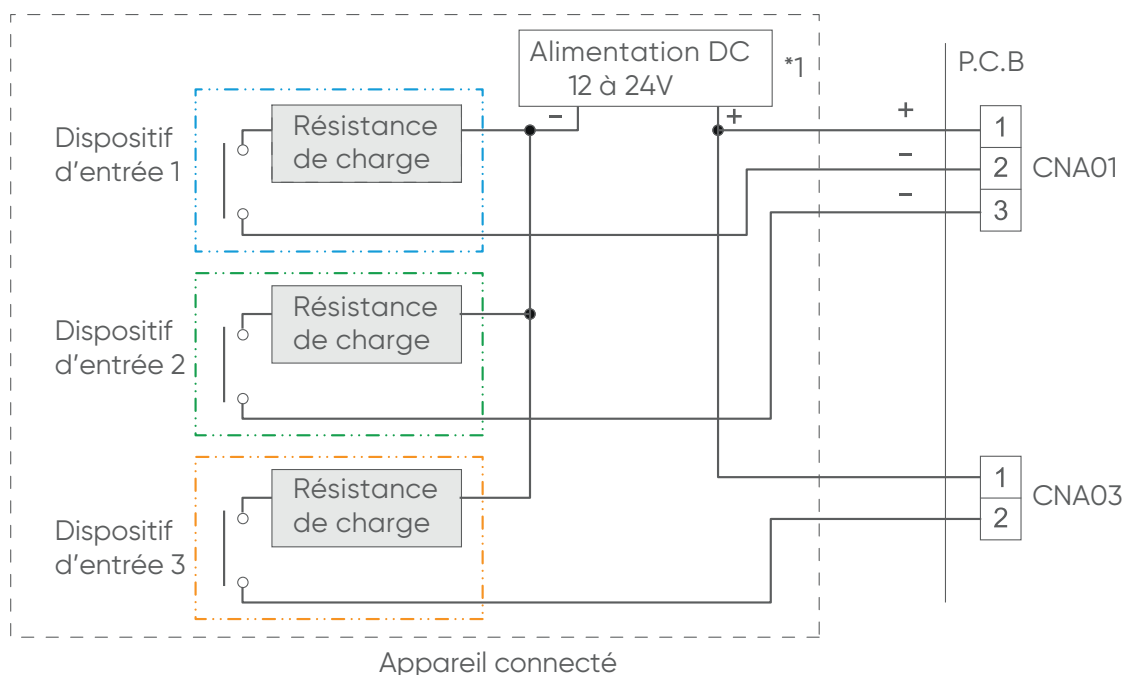 Alimentation DC
12 à 24V
*1
P.C.B
Dispositif
d'entrée 1
Résistance
de charge
−
+
+
−
−
1
2
3
CNA01
Dispositif
d'entrée 2
Résistance
de charge
Dispositif
d'entrée 3
Résistance
de charge
1
2
CNA03
Appareil connecté